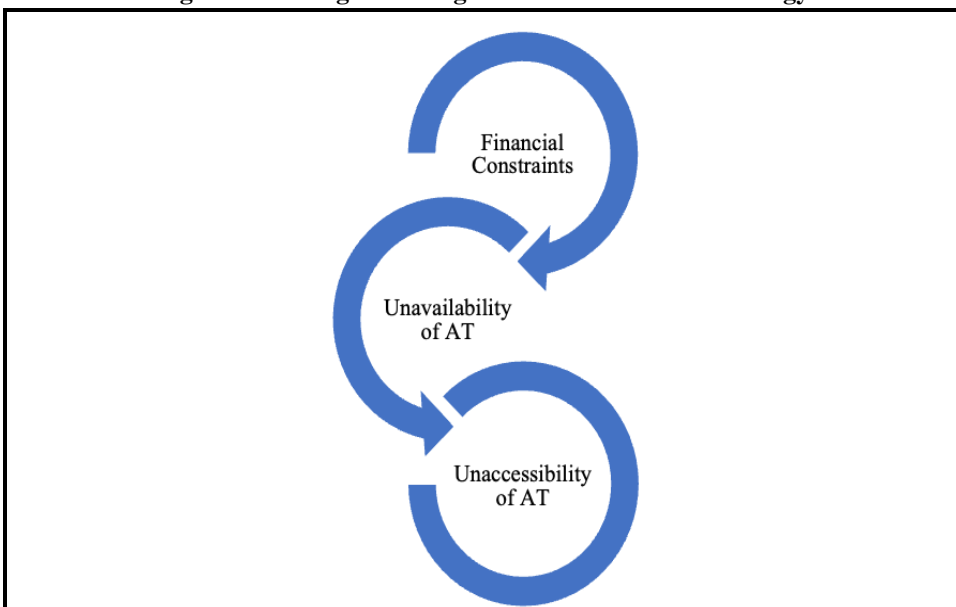 Financial
Constraints
Unavailability
of AT
Unaccessibility
of AT